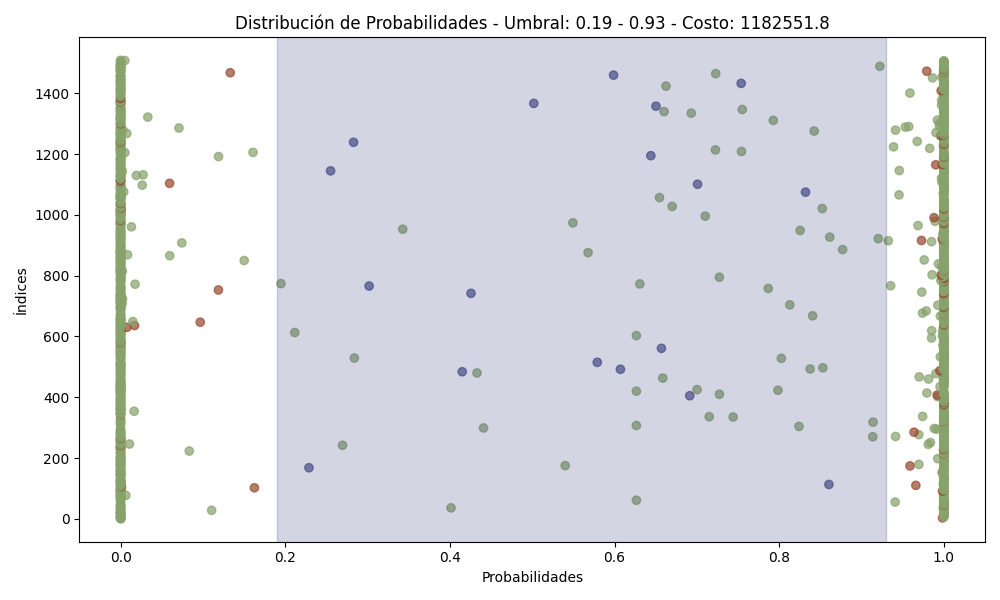 Distribución de Probabilidades - Umbral: 0.19 - 0.93 - Costo: 1182551.8
Índices
1400
1200
1000
800
600
400
200
0
0.0 0.2 0.4 0.6 0.8 1.0
Probabilidades